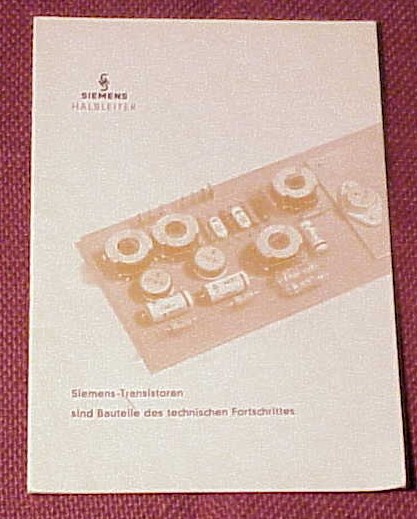 SIEMENS
HALBLEITER
Siemens-Transistoren
sind Bauteile des technischen Fortschrittes